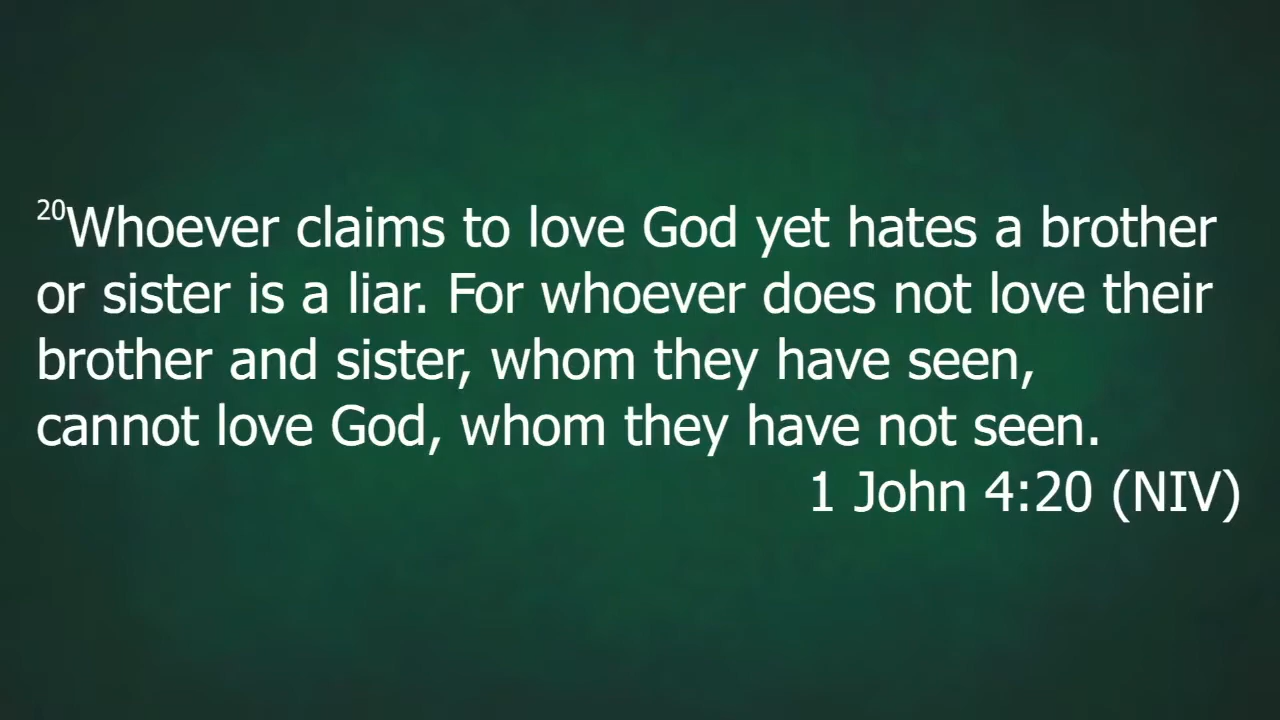 20Whoever claims to love God yet hates a brother
or sister is a liar. For whoever does not love their
brother and sister, whom they have seen,
cannot love God, whom they have not seen.
1 John 4:20 (NIV)